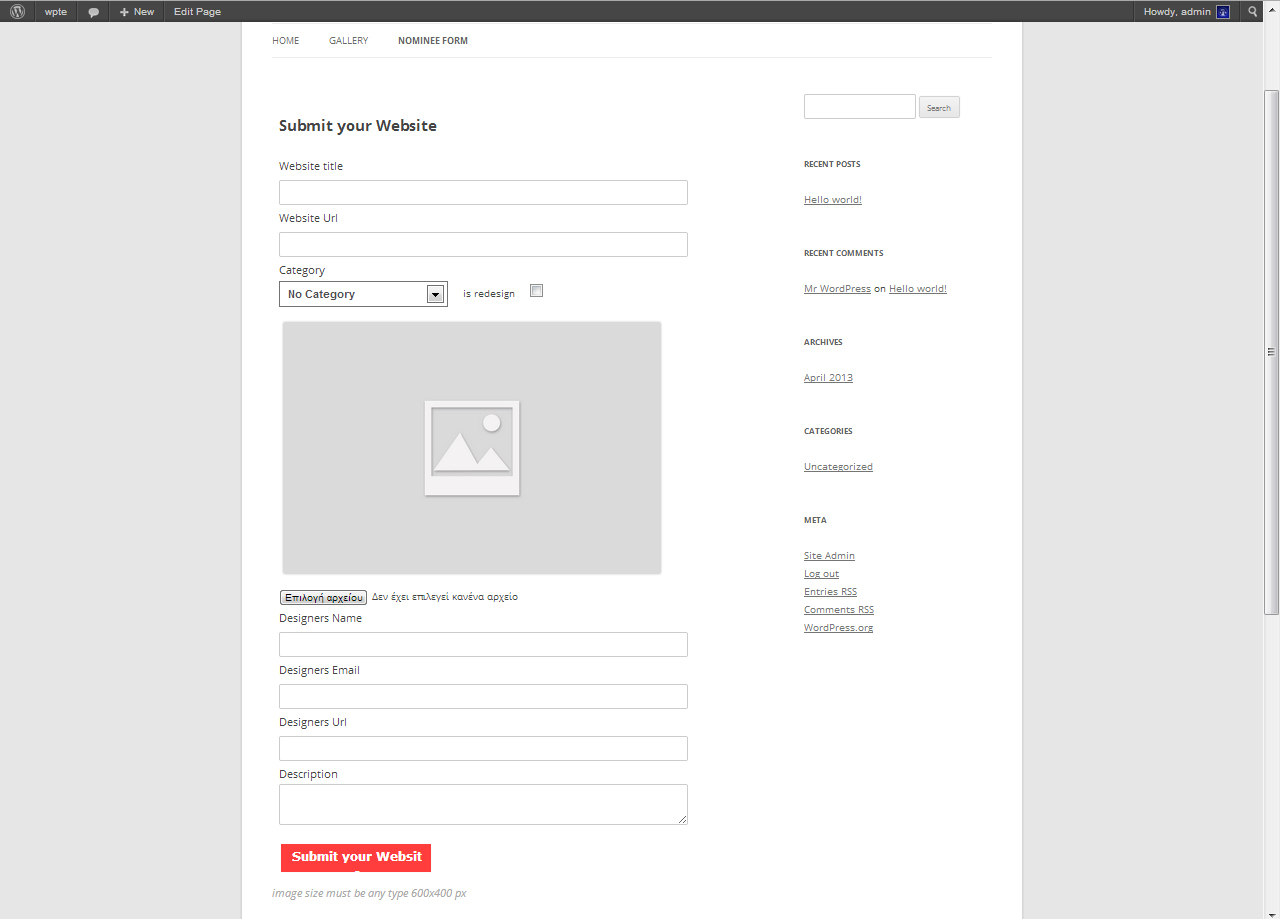 wpte New Edit Page Howdy, admin
HOME GALLERY NOMINEE FORM
Search
Submit your Website
Website title
Website Url
Category
No Category is redesign
Επιλογή αρχείου Δεν έχει επιλεγεί κανένα αρχείο
Designers Name
Designers Email
Designers Url
Description
Submit your Websit
image size must be any type 600x400 px
RECENT POSTS
Hello world!
RECENT COMMENTS
Mr WordPress on Hello world!
ARCHIVES
April 2013
CATEGORIES
Uncategorized
META
Site Admin
Log out
Entries RSS
Comments RSS
WordPress.org